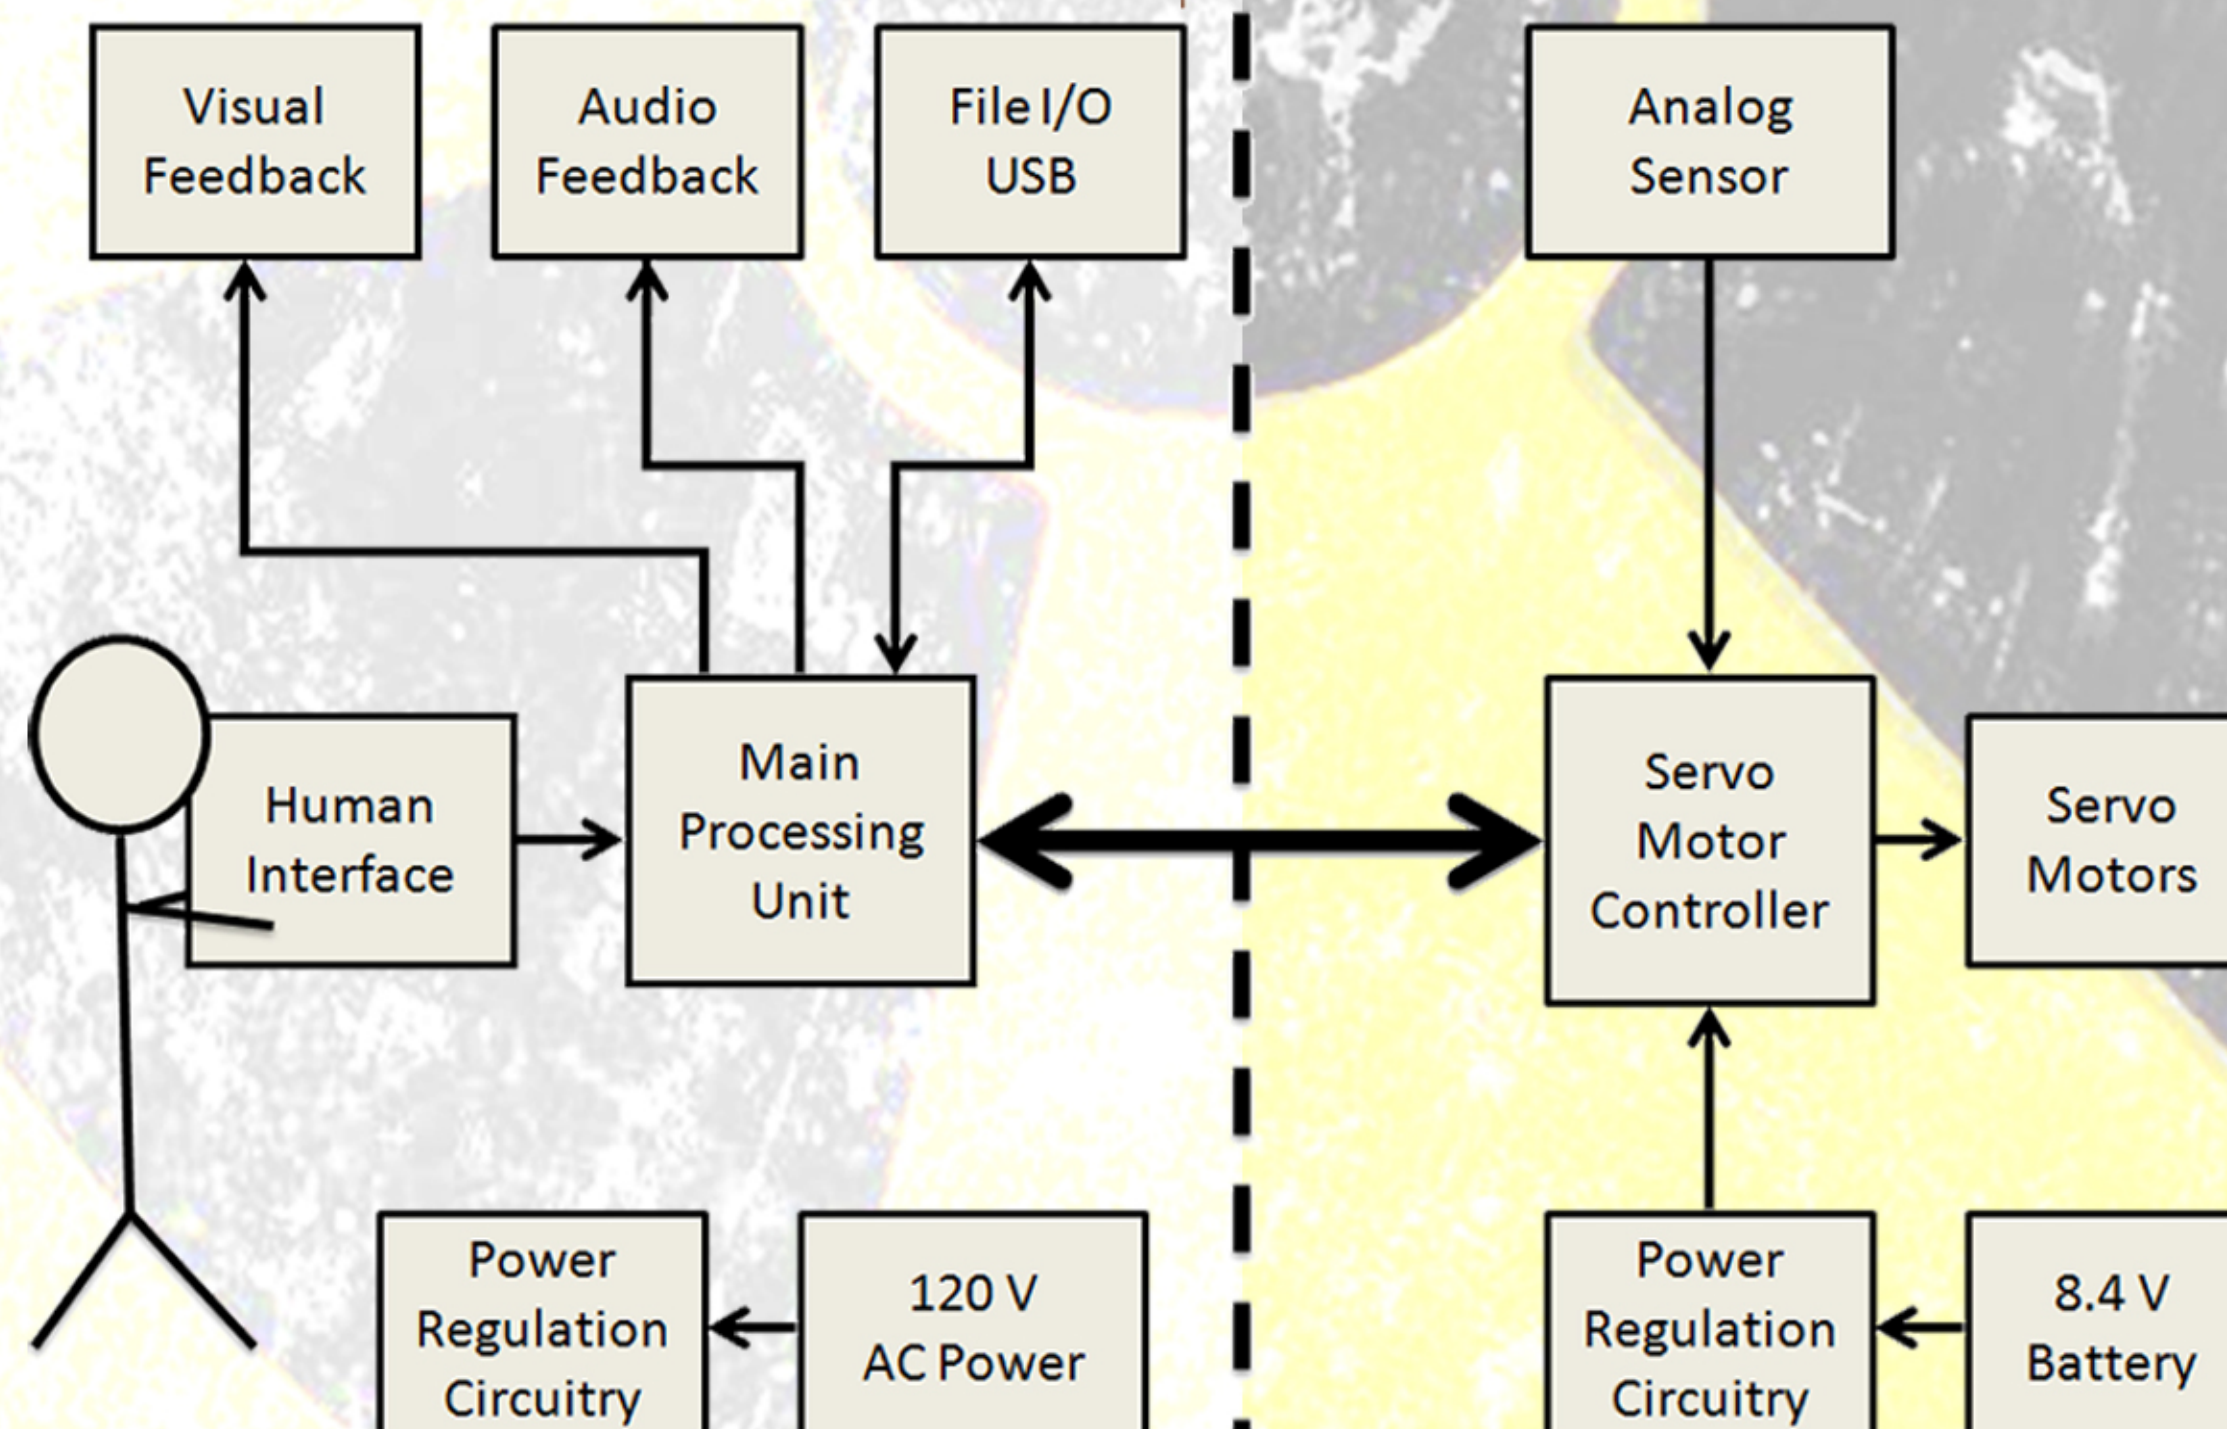 Visual
Feedback
Audio
Feedback
File I/O
USB
Analog
Sensor
Human
Interface
Main
Processing
Unit
Servo
Motor
Controller
Servo
Motors
Power
Regulation
Circuitry
120 V
AC Power
Power
Regulation
Circuitry
8.4 V
Battery